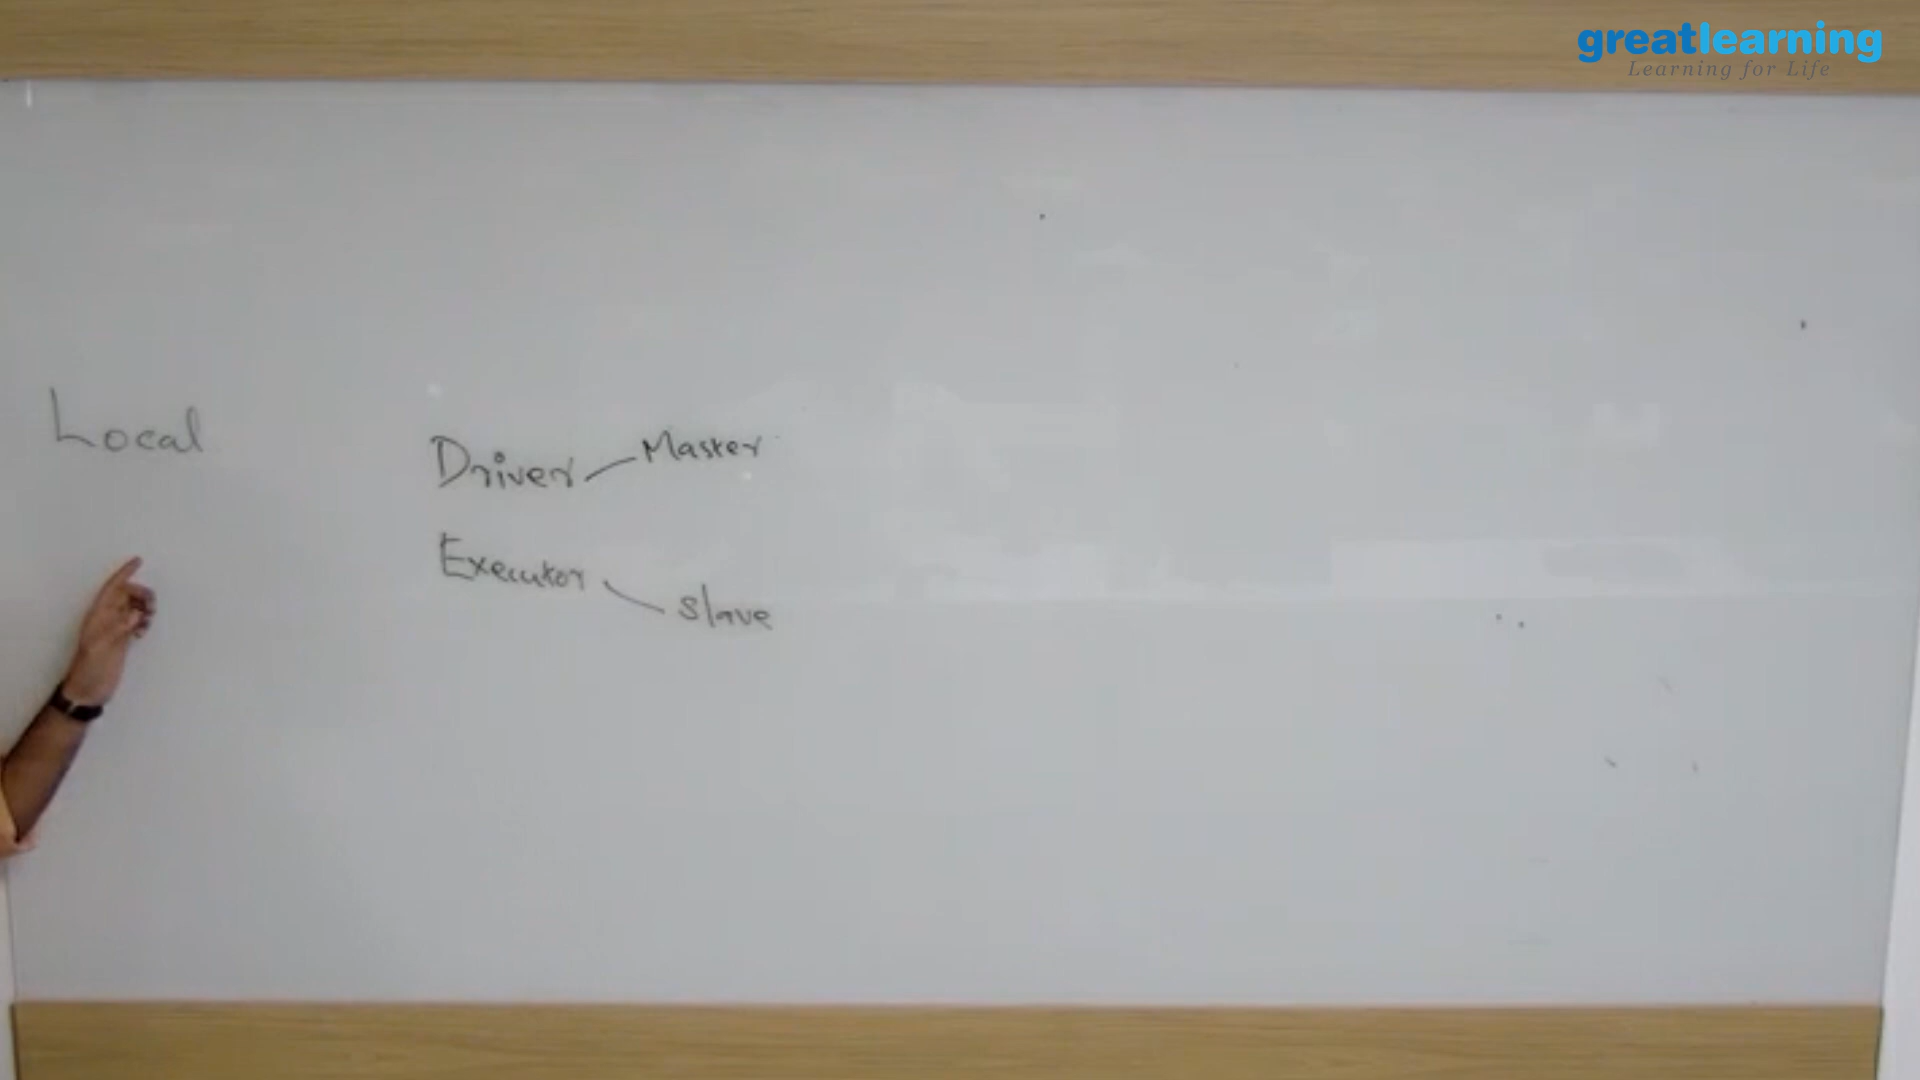 greatlearning
Learning for Life
Local
Driver — Master
Executor — Slave